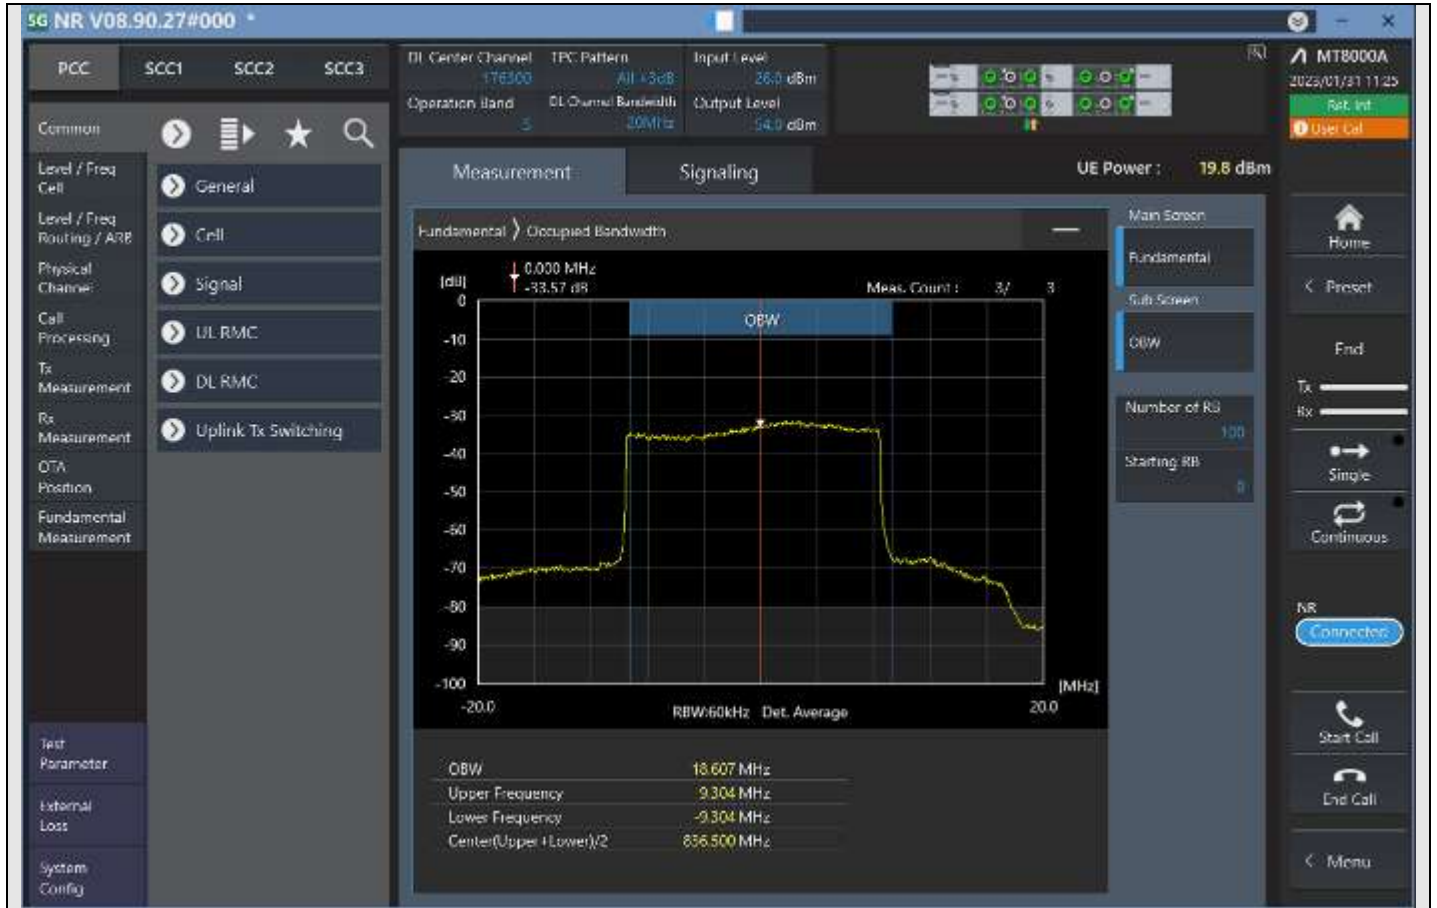 5G NR V08.90.27#000 *
PCC SCC1 SCC2 SCC3
DL Center Channel TPC Pattern Input Level
176300 All +3dB 26.0 dBm
Operation Band DL Channel Bandwidth Output Level
5 20MHz -54.0 dBm
MT8000A
2023/01/31 11:25
Ref. Int
User Cal
Common
Level / Freq
Cell
Level / Freq
Routing / ARB
Physical
Channel
Call
Processing
Tx
Measurement
Rx
Measurement
OTA
Position
Fundamental
Measurement
Test
Parameter
External
Loss
System
Config
General
Cell
Signal
UL RMC
DL RMC
Uplink Tx Switching
Measurement Signaling
UE Power : 19.8 dBm
Fundamental Occupied Bandwidth
0.000 MHz
[dB] -33.57 dB Meas. Count : 3/ 3
OBW
0
-10
-20
-30
-40
-50
-60
-70
-80
-90
-100
[MHz]
-20.0 20.0
RBW:60kHz Det. Average
OBW 18.607 MHz
Upper Frequency 9.304 MHz
Lower Frequency -9.304 MHz
Center(Upper+Lower)/2 836.500 MHz
Main Screen
Fundamental
Sub Screen
OBW
Number of RB
100
Starting RB
0
Home
Preset
End
Tx
Rx
Single
Continuous
NR
Connected
Start Call
End Call
Menu